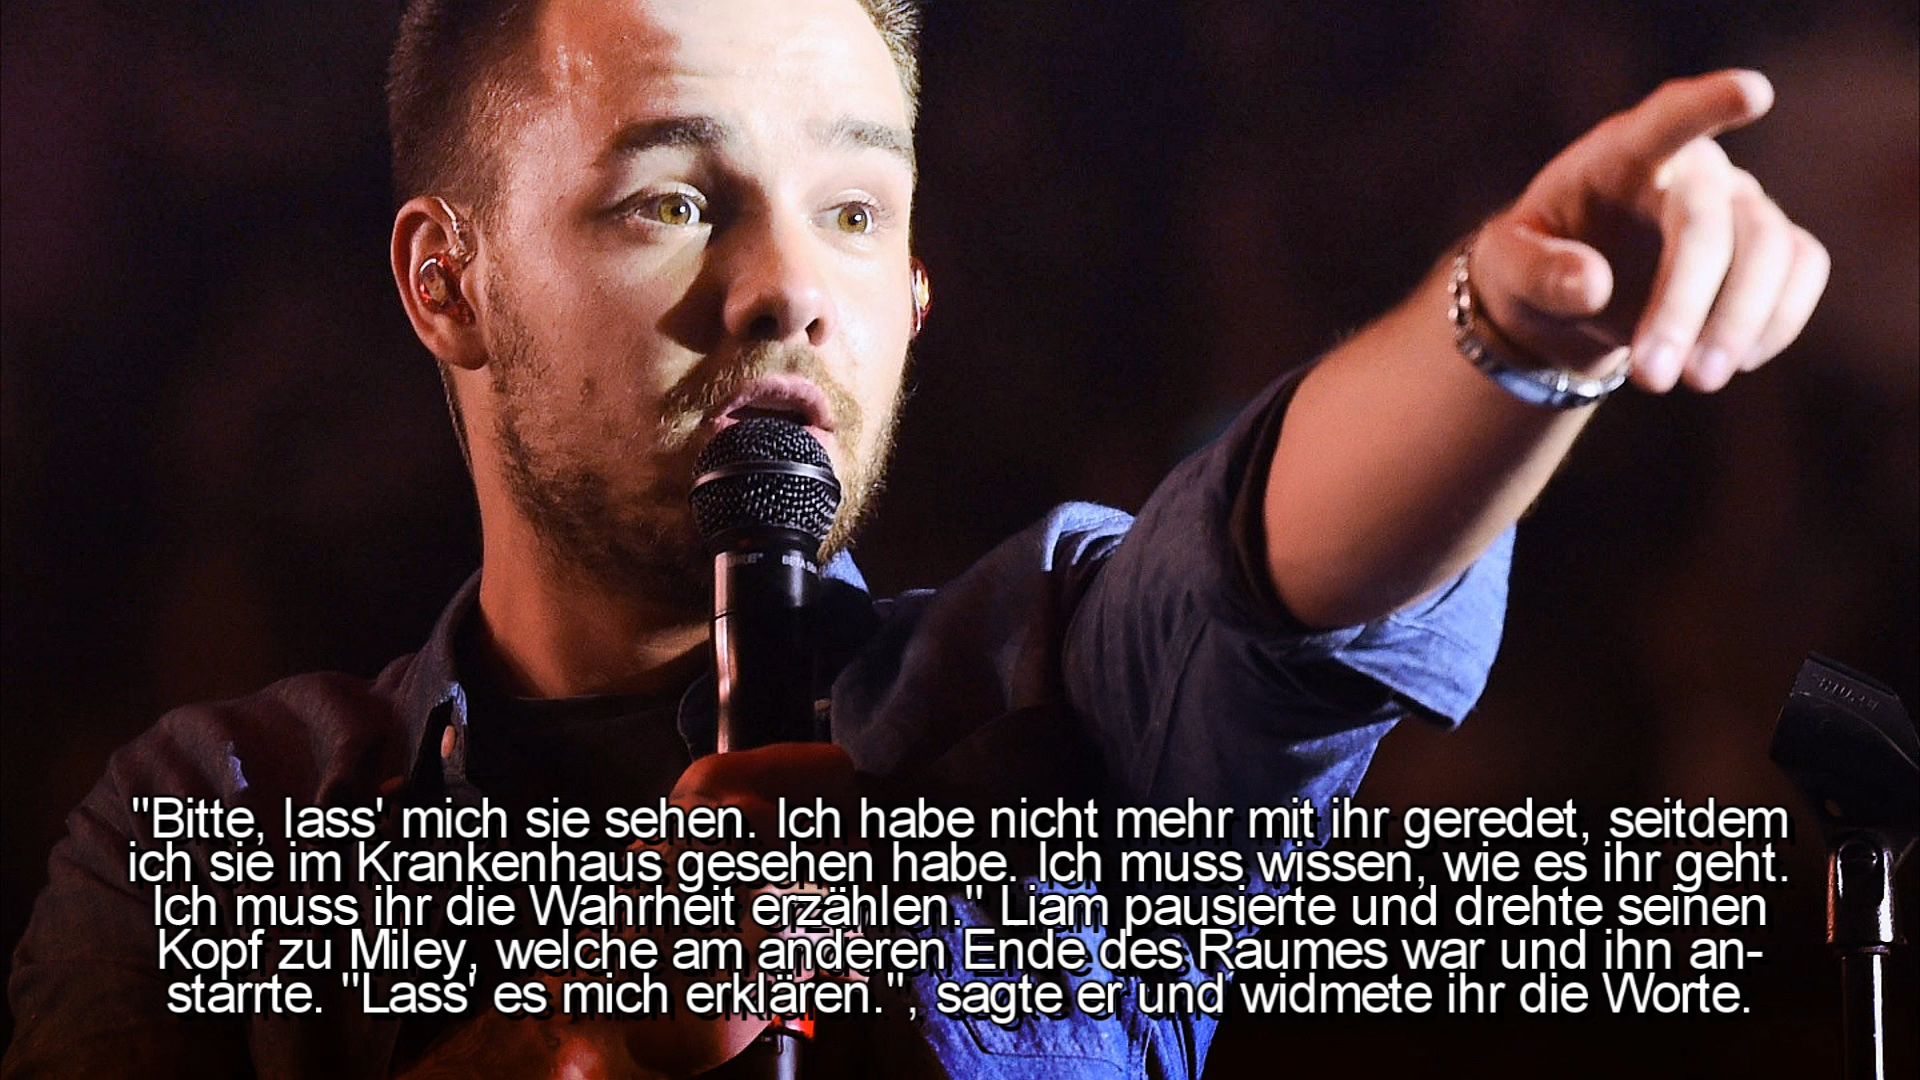 BETA 58A
"Bitte, lass' mich sie sehen. Ich habe nicht mehr mit ihr geredet, seitdem
ich sie im Krankenhaus gesehen habe. Ich muss wissen, wie es ihr geht.
Ich muss ihr die Wahrheit erzählen." Liam pausierte und drehte seinen
Kopf zu Miley, welche am anderen Ende des Raumes war und ihn an-
starrte. "Lass' es mich erklären.", sagte er und widmete ihr die Worte.